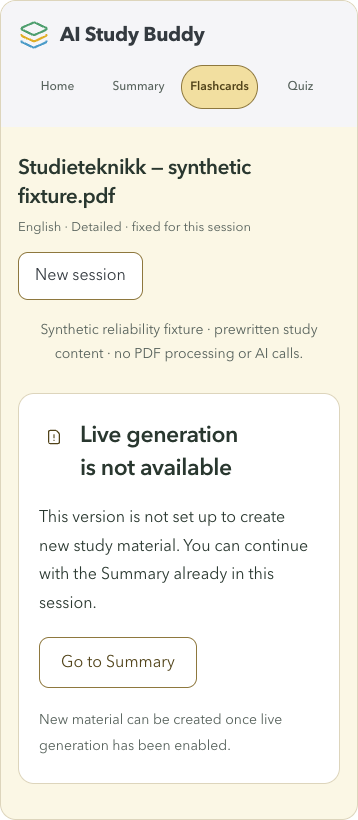 AI Study Buddy
Home Summary Flashcards Quiz
Studieteknikk – synthetic
fixture.pdf
English · Detailed · fixed for this session
New session
Synthetic reliability fixture · prewritten study
content · no PDF processing or AI calls.
Live generation
is not available
This version is not set up to create
new study material. You can continue
with the Summary already in this
session.
Go to Summary
New material can be created once live
generation has been enabled.